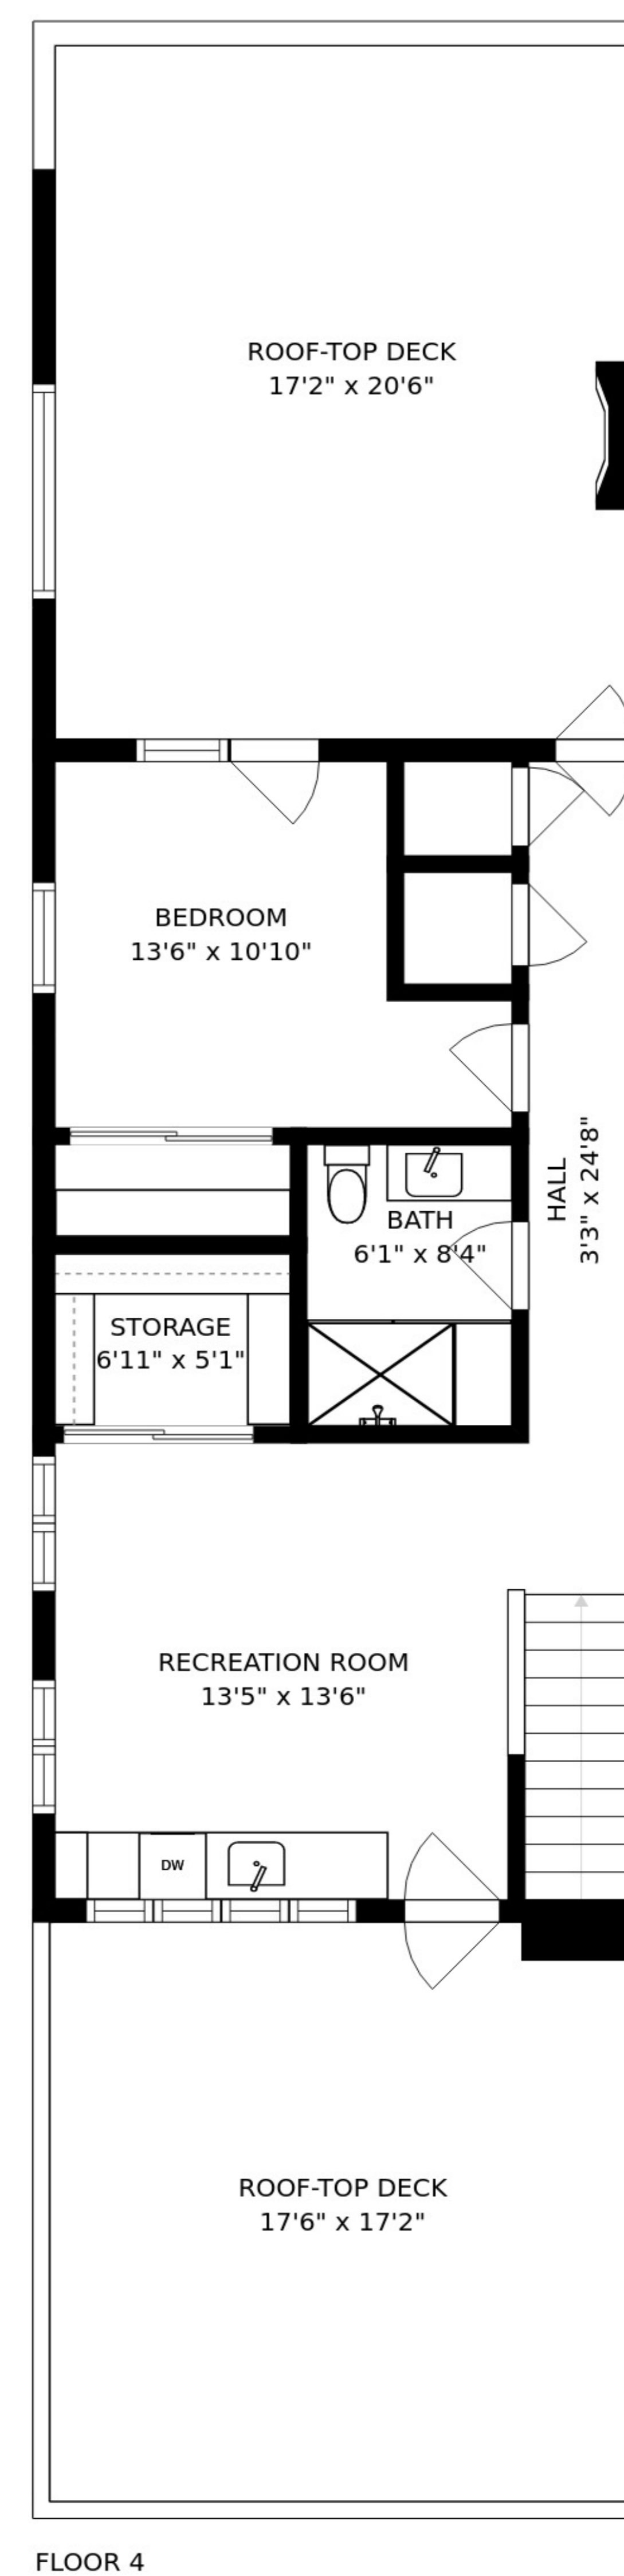 ROOF-TOP DECK
17'2" x 20'6"
BEDROOM
13'6" x 10'10"
HALL
3'3" x 24'8"
BATH
6'1" x 8'4"
STORAGE
6'11" x 5'1"
RECREATION ROOM
13'5" x 13'6"
DW
ROOF-TOP DECK
17'6" x 17'2"
FLOOR 4